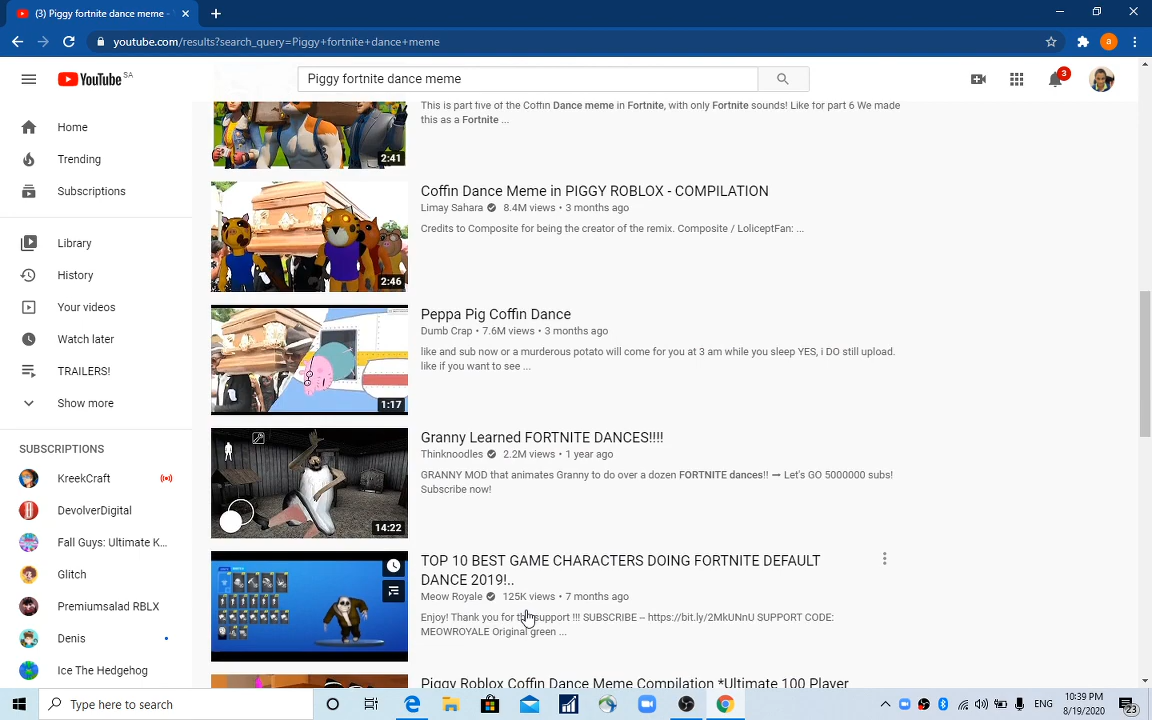 (3) Piggy fortnite dance meme -
youtube.com/results?search_query=Piggy+fortnite+dance+meme
a
YouTube SA
Piggy fortnite dance meme
3
Home
Trending
Subscriptions
Library
History
Your videos
Watch later
TRAILERS!
Show more
SUBSCRIPTIONS
KreekCraft
DevolverDigital
Fall Guys: Ultimate K...
Glitch
Premiumsalad RBLX
Denis
Ice The Hedgehog
2:41
This is part five of the Coffin Dance meme in Fortnite, with only Fortnite sounds! Like for part 6 We made
this as a Fortnite ...
2:46
Coffin Dance Meme in PIGGY ROBLOX - COMPILATION
Limay Sahara 8.4M views • 3 months ago
Credits to Composite for being the creator of the remix. Composite / LoliceptFan: ...
1:17
Peppa Pig Coffin Dance
Dumb Crap • 7.6M views • 3 months ago
like and sub now or a murderous potato will come for you at 3 am while you sleep YES, i DO still upload.
like if you want to see ...
14:22
Granny Learned FORTNITE DANCES!!!!
Thinknoodles 2.2M views • 1 year ago
GRANNY MOD that animates Granny to do over a dozen FORTNITE dances!! ➞ Let's GO 5000000 subs!
Subscribe now!
TOP 10 BEST GAME CHARACTERS DOING FORTNITE DEFAULT
DANCE 2019!..
Meow Royale 125K views • 7 months ago
Enjoy! Thank you for the support !!! SUBSCRIBE -- https://bit.ly/2MkUNnU SUPPORT CODE:
MEOWROYALE Original green ...
Piggy Roblox Coffin Dance Meme Compilation *Ultimate 100 Player
Type here to search
ENG
10:39 PM
8/19/2020
23